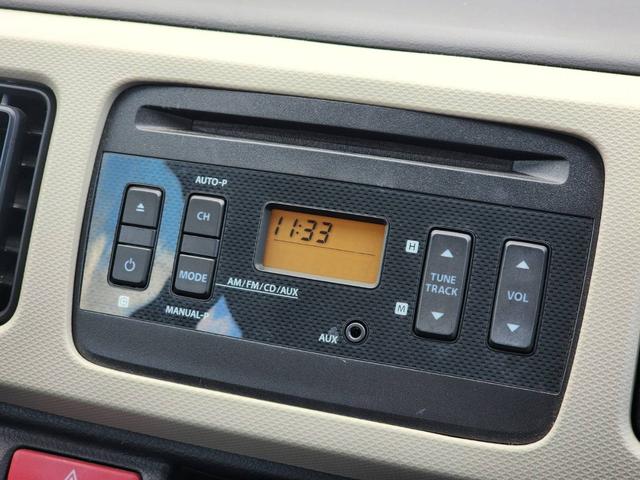 AUTO-P
CH
MODE
MANUAL-P
AM/FM/CD/AUX
11:33
AUX
H
M
TUNE
TRACK
VOL